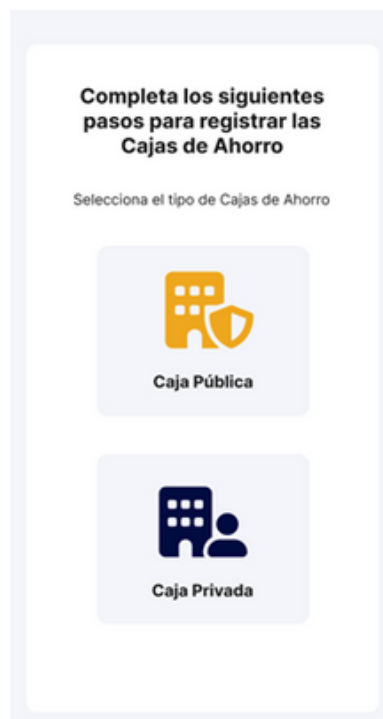 Completa los siguientes
pasos para registrar las
Cajas de Ahorro
Selecciona el tipo de Cajas de Ahorro
Caja Pública
Caja Privada